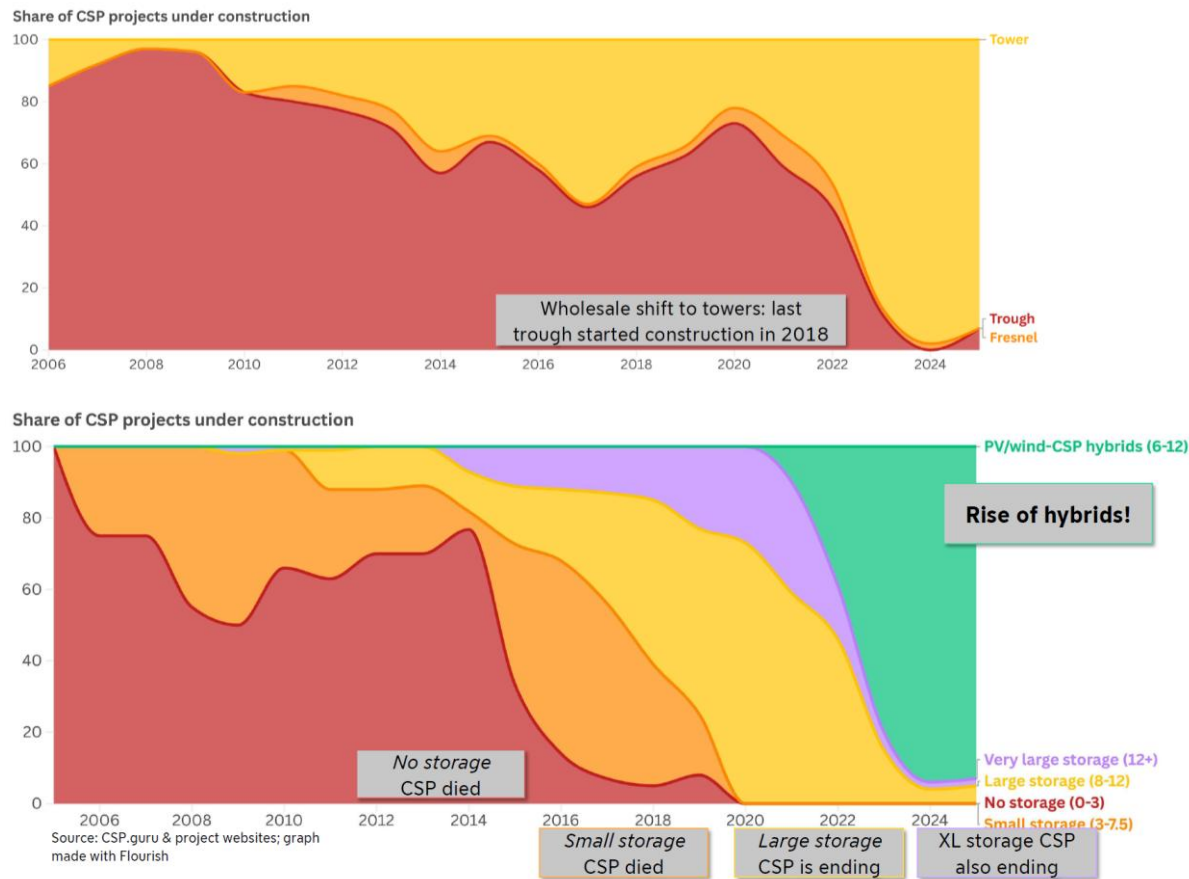 Share of CSP projects under construction
100
80
60
40
20
0
Tower
Wholesale shift to towers: last
trough started construction in 2018
Trough
Fresnel
2006 2008 2010 2012 2014 2016 2018 2020 2022 2024
Share of CSP projects under construction
100
80
60
40
20
0
PV/wind-CSP hybrids (6-12)
Rise of hybrids!
No storage
CSP died
Very large storage (12+)
Large storage (8-12)
No storage (0-3)
Small storage (3-7.5)
2006 2008 2010 2012 2014 2016 2018 2020 2022 2024
Source: CSP.guru & project websites; graph
made with Flourish
Small storage
CSP died
Large storage
CSP is ending
XL storage CSP
also ending